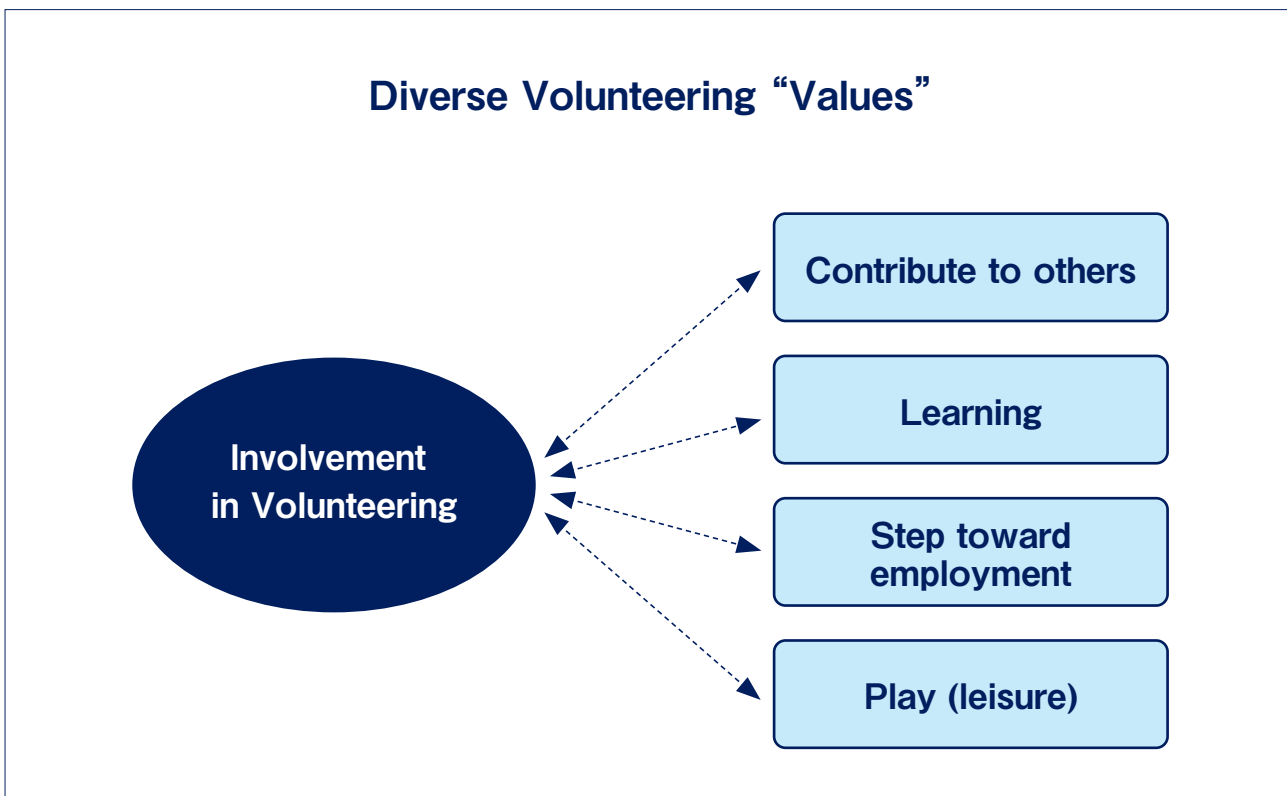 Diverse Volunteering “Values”
Contribute to others
Learning
Involvement
in Volunteering
Step toward
employment
Play (leisure)